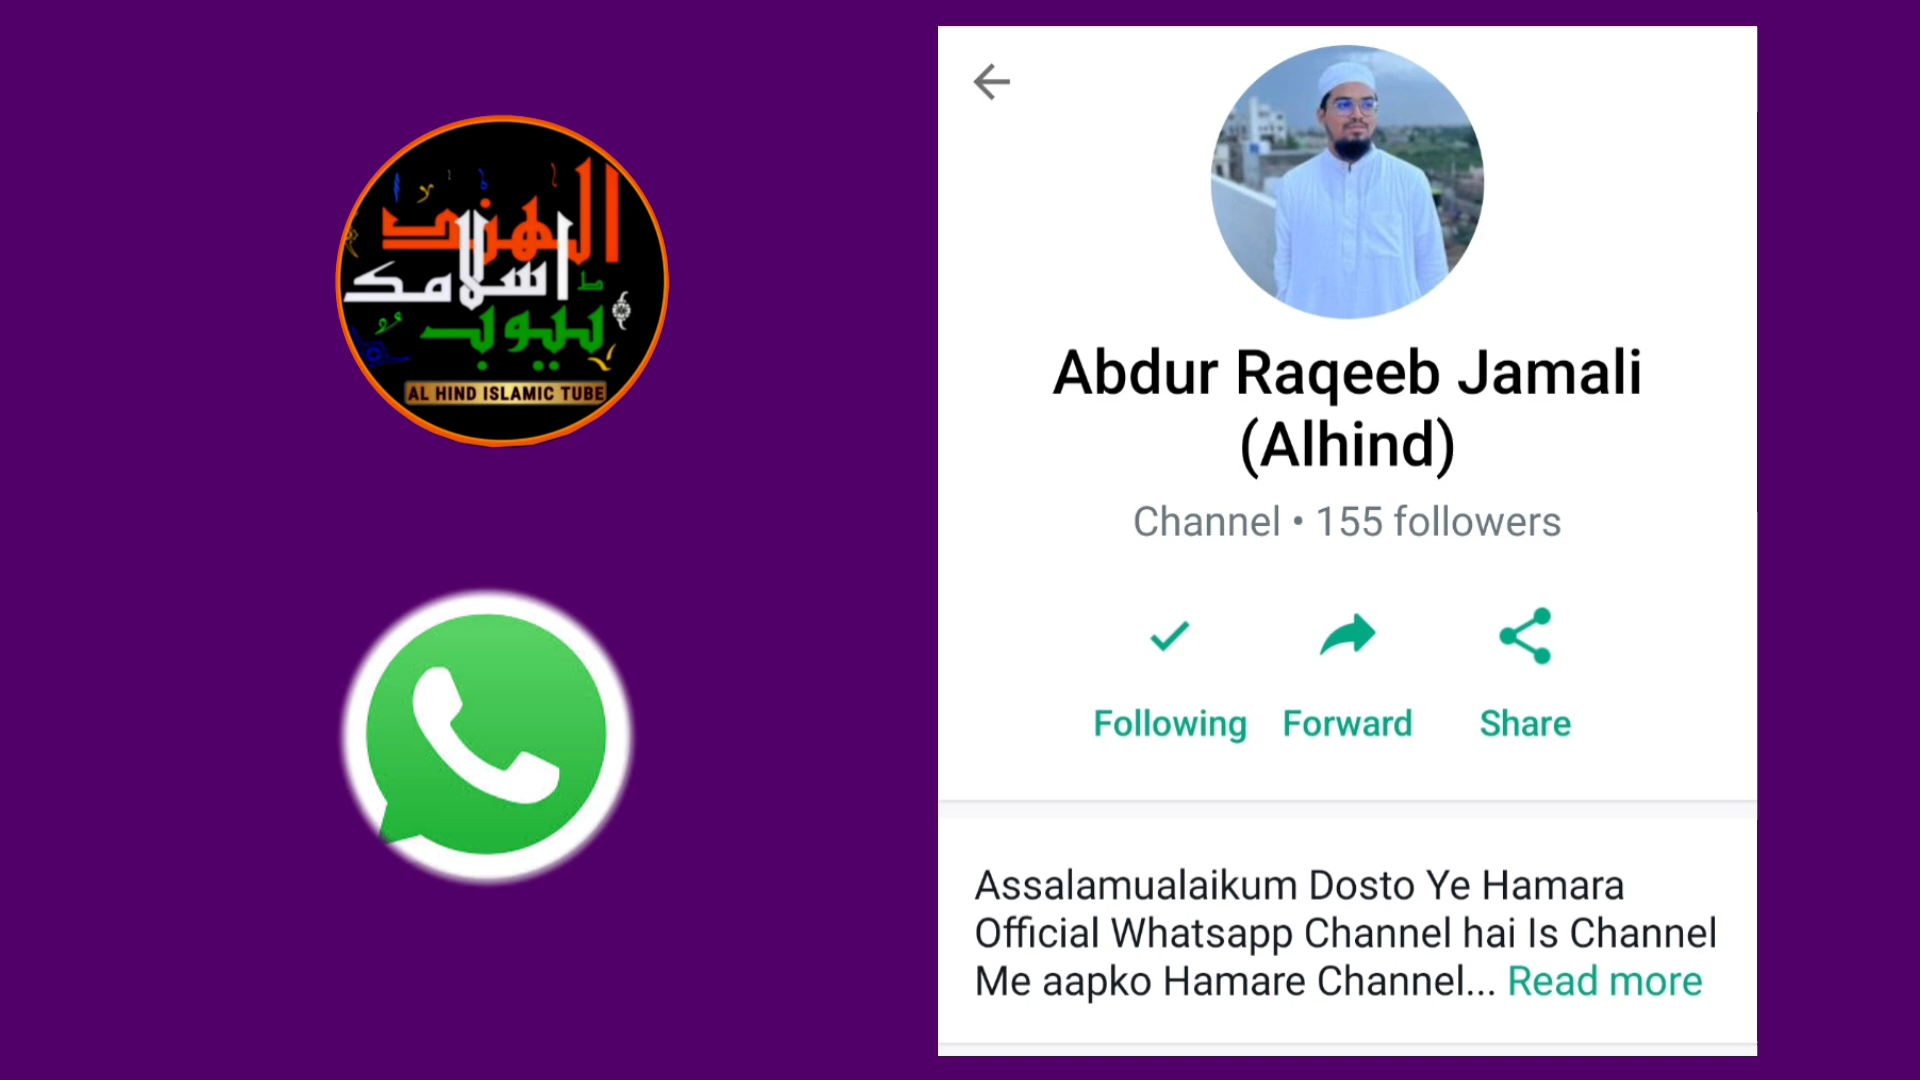 الهند
اسلامک
ٹیوب
AL HIND ISLAMIC TUBE
Abdur Raqeeb Jamali
(Alhind)
Channel • 155 followers
Following Forward Share
Assalamualaikum Dosto Ye Hamara
Official Whatsapp Channel hai Is Channel
Me aapko Hamare Channel... Read more